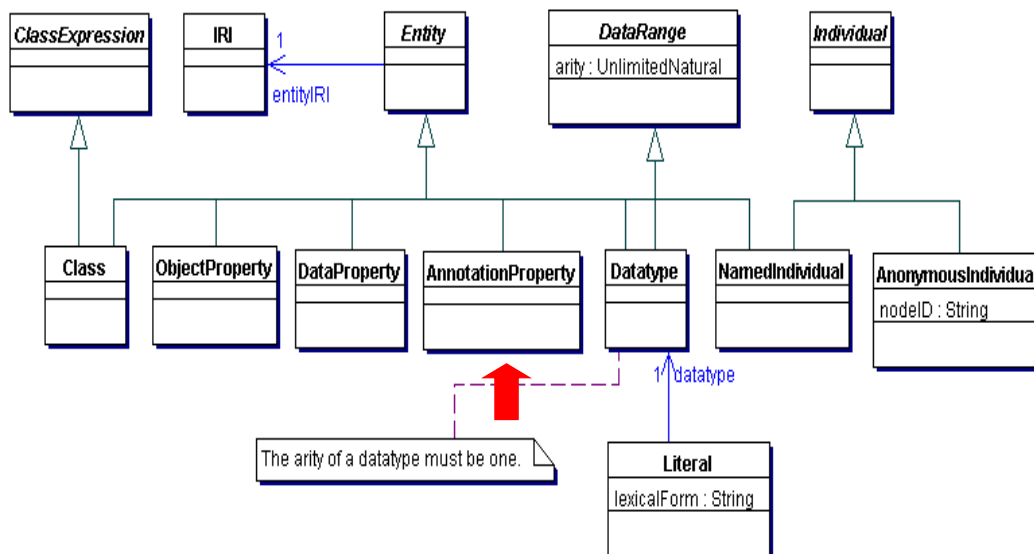 ClassExpression
IRI
Entity
DataRange
Individual
1
arity : UnlimitedNatural
entityIRI
Class
ObjectProperty
DataProperty
AnnotationProperty
Datatype
NamedIndividual
AnonymousIndividual
nodeID : String
1 datatype
The arity of a datatype must be one.
Literal
lexicalForm : String